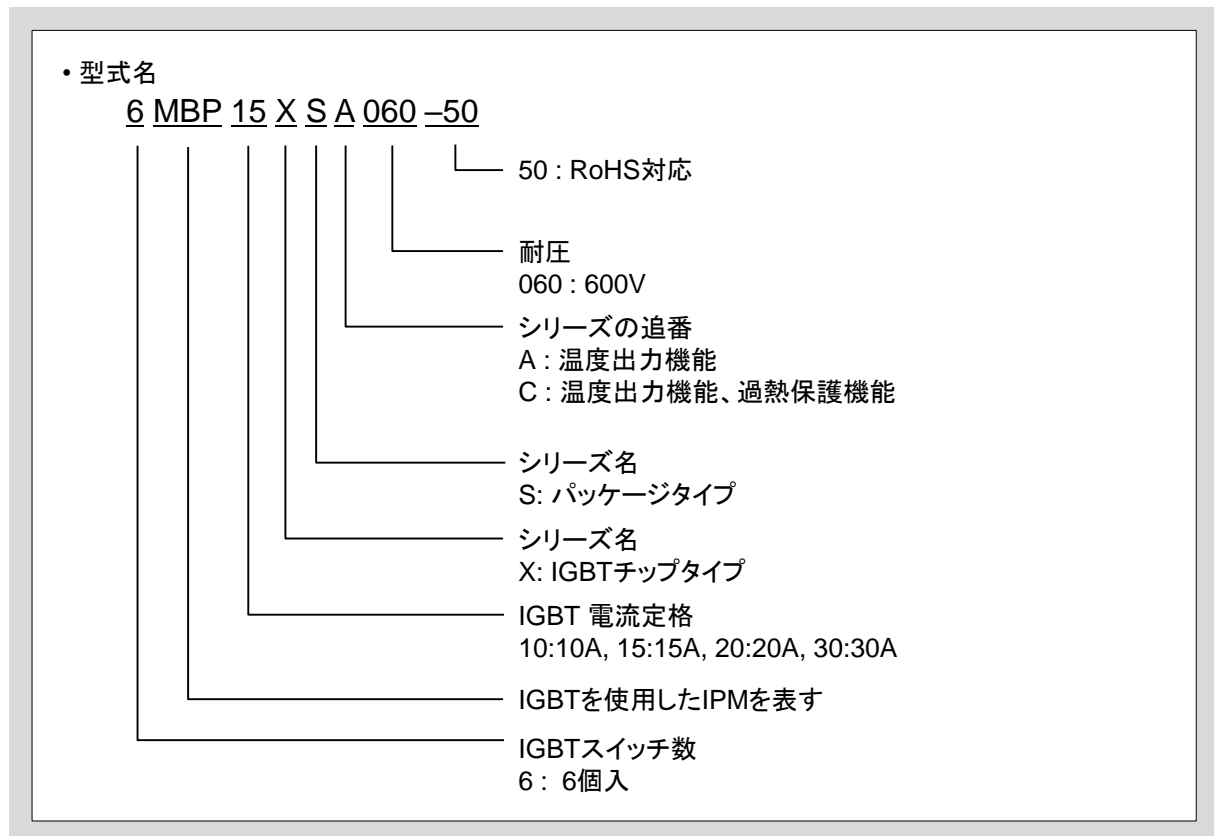 • 型式名
6 MBP 15 X S A 060 –50
50 : RoHS対応
耐圧
060 : 600V
シリーズの追番
A : 温度出力機能
C : 温度出力機能、過熱保護機能
シリーズ名
S: パッケージタイプ
シリーズ名
X: IGBTチップタイプ
IGBT 電流定格
10:10A, 15:15A, 20:20A, 30:30A
IGBTを使用したIPMを表す
IGBTスイッチ数
6 : 6個入